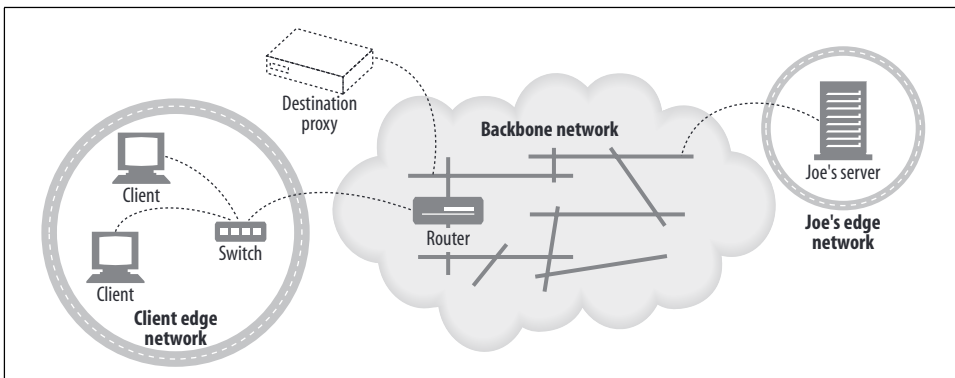 Destination
proxy
Backbone network
Client
Joe's server
Router
Switch
Client
Joe's edge
network
Client edge
network